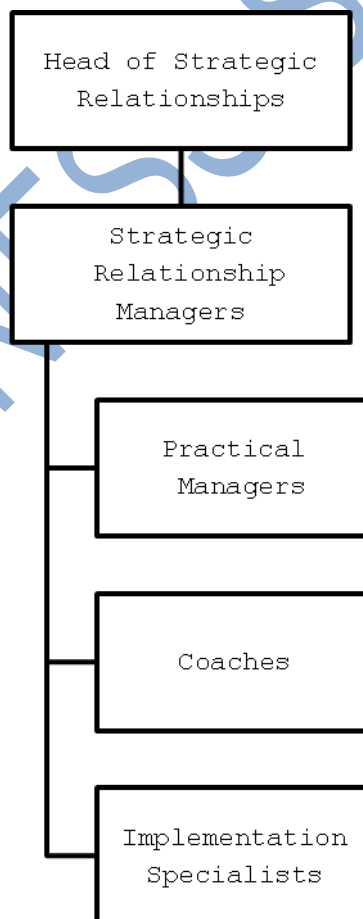 Head of Strategic
Relationships
Strategic
Relationship
Managers
Practical
Managers
Coaches
Implementation
Specialists